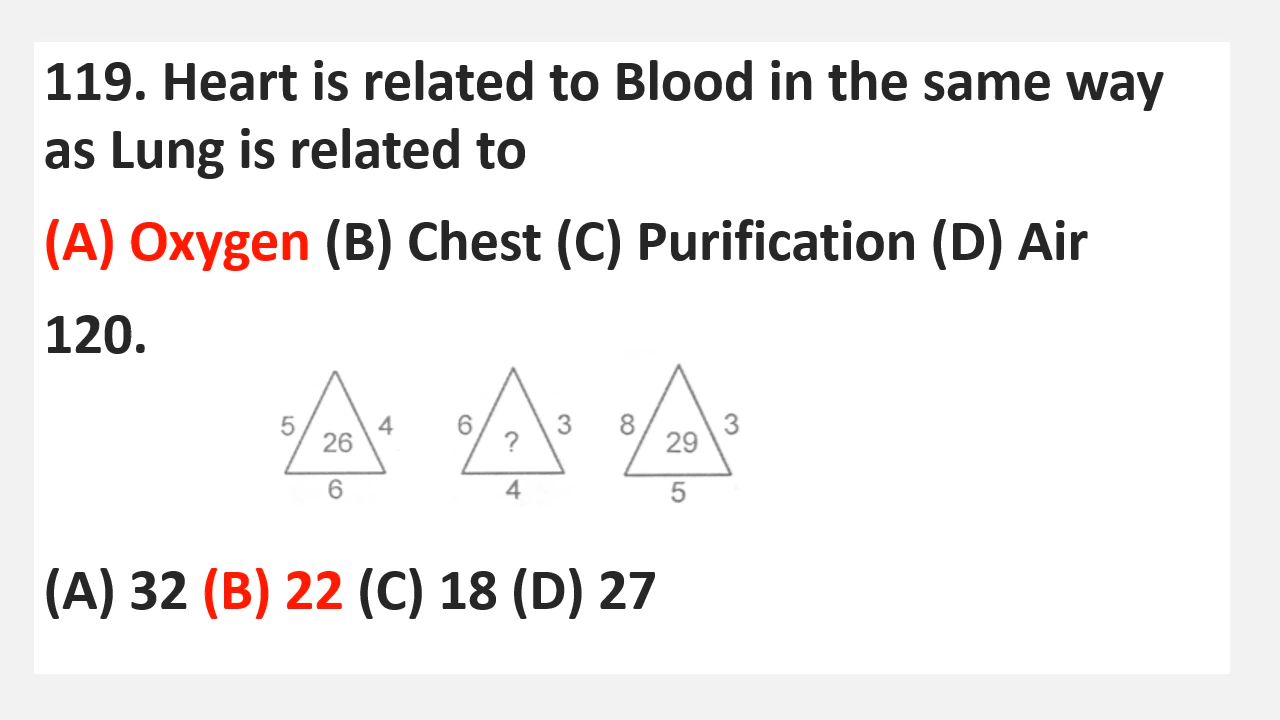 119. Heart is related to Blood in the same way
as Lung is related to
(A) Oxygen (B) Chest (C) Purification (D) Air
120.
5 26 4 6 ? 3 8 29 3
6 4 5
(A) 32 (B) 22 (C) 18 (D) 27